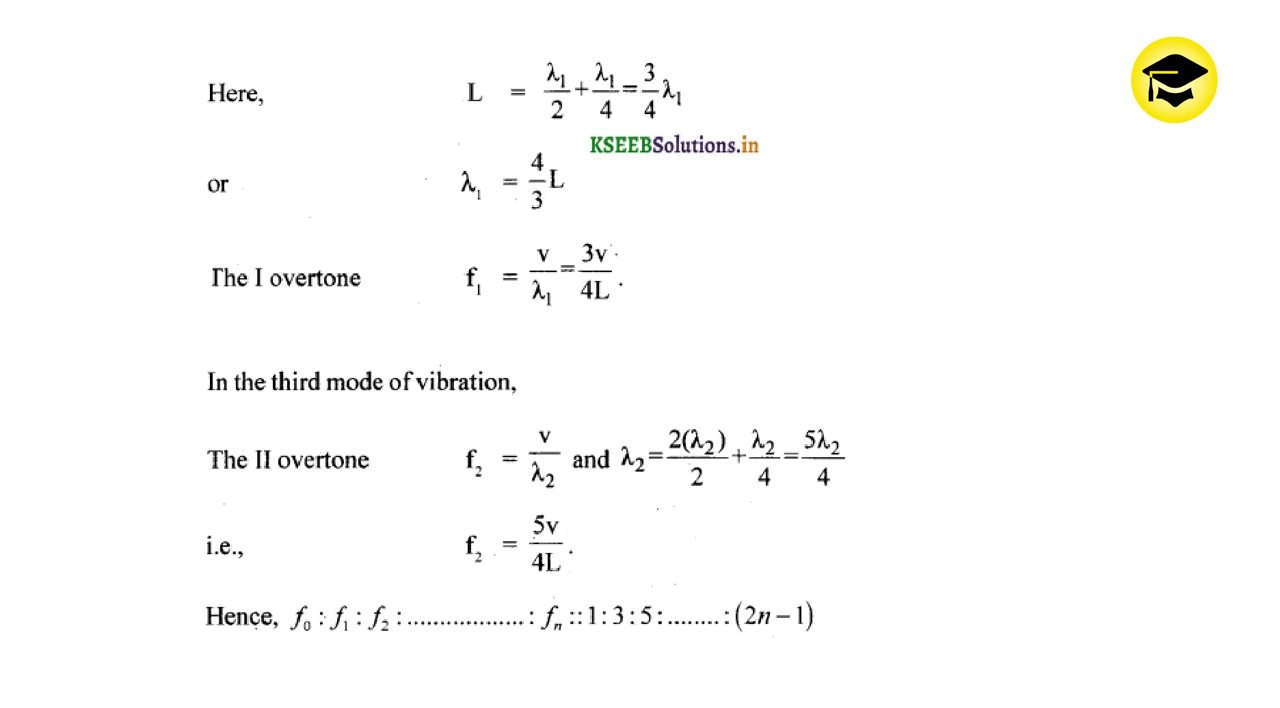 Here, L = λ₁/2 + λ₁/4 = 3/4 λ₁
KSEEBSolutions.in
or λ₁ = 4/3 L
The I overtone f₁ = v/λ₁ = 3v/4L.
In the third mode of vibration,
The II overtone f₂ = v/λ₂ and λ₂ = 2(λ₂)/2 + λ₂/4 = 5λ₂/4
i.e., f₂ = 5v/4L.
Hence, f₀ : f₁ : f₂ : .................. : fₙ :: 1 : 3 : 5 : ........ : (2n − 1)